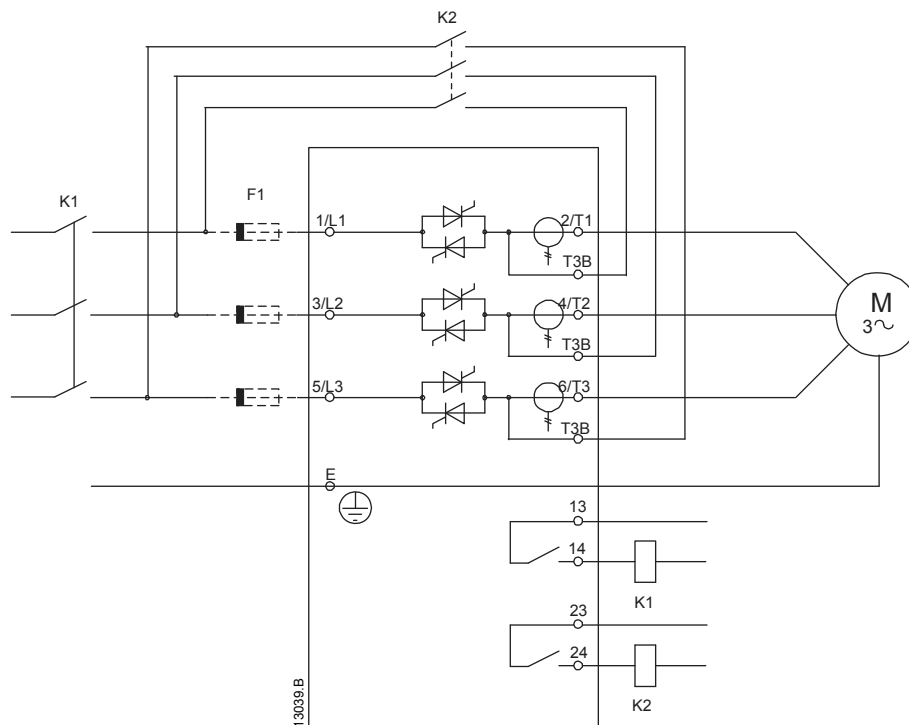 K2
K1
F1
1/L1
2/T1
T3B
3/L2
4/T2
T3B
5/L3
6/T3
T3B
M
3~
E
13
14
K1
23
24
K2
13039.B